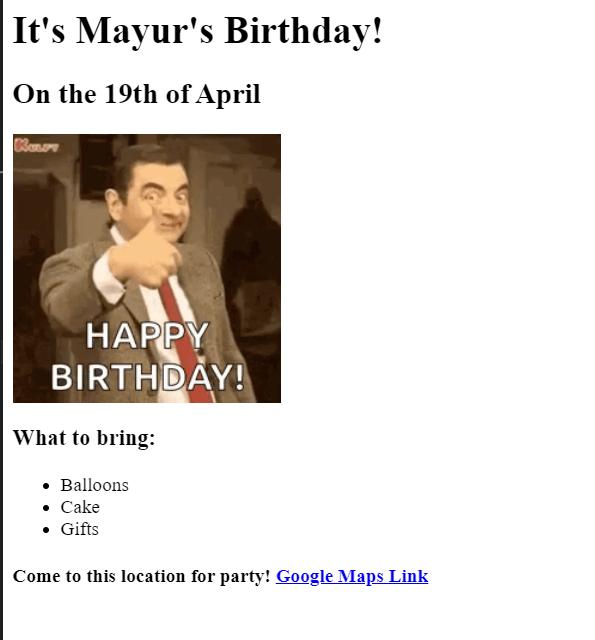 It's Mayur's Birthday!
On the 19th of April
KULFY
HAPPY
BIRTHDAY!
What to bring:
Balloons
Cake
Gifts
Come to this location for party! Google Maps Link